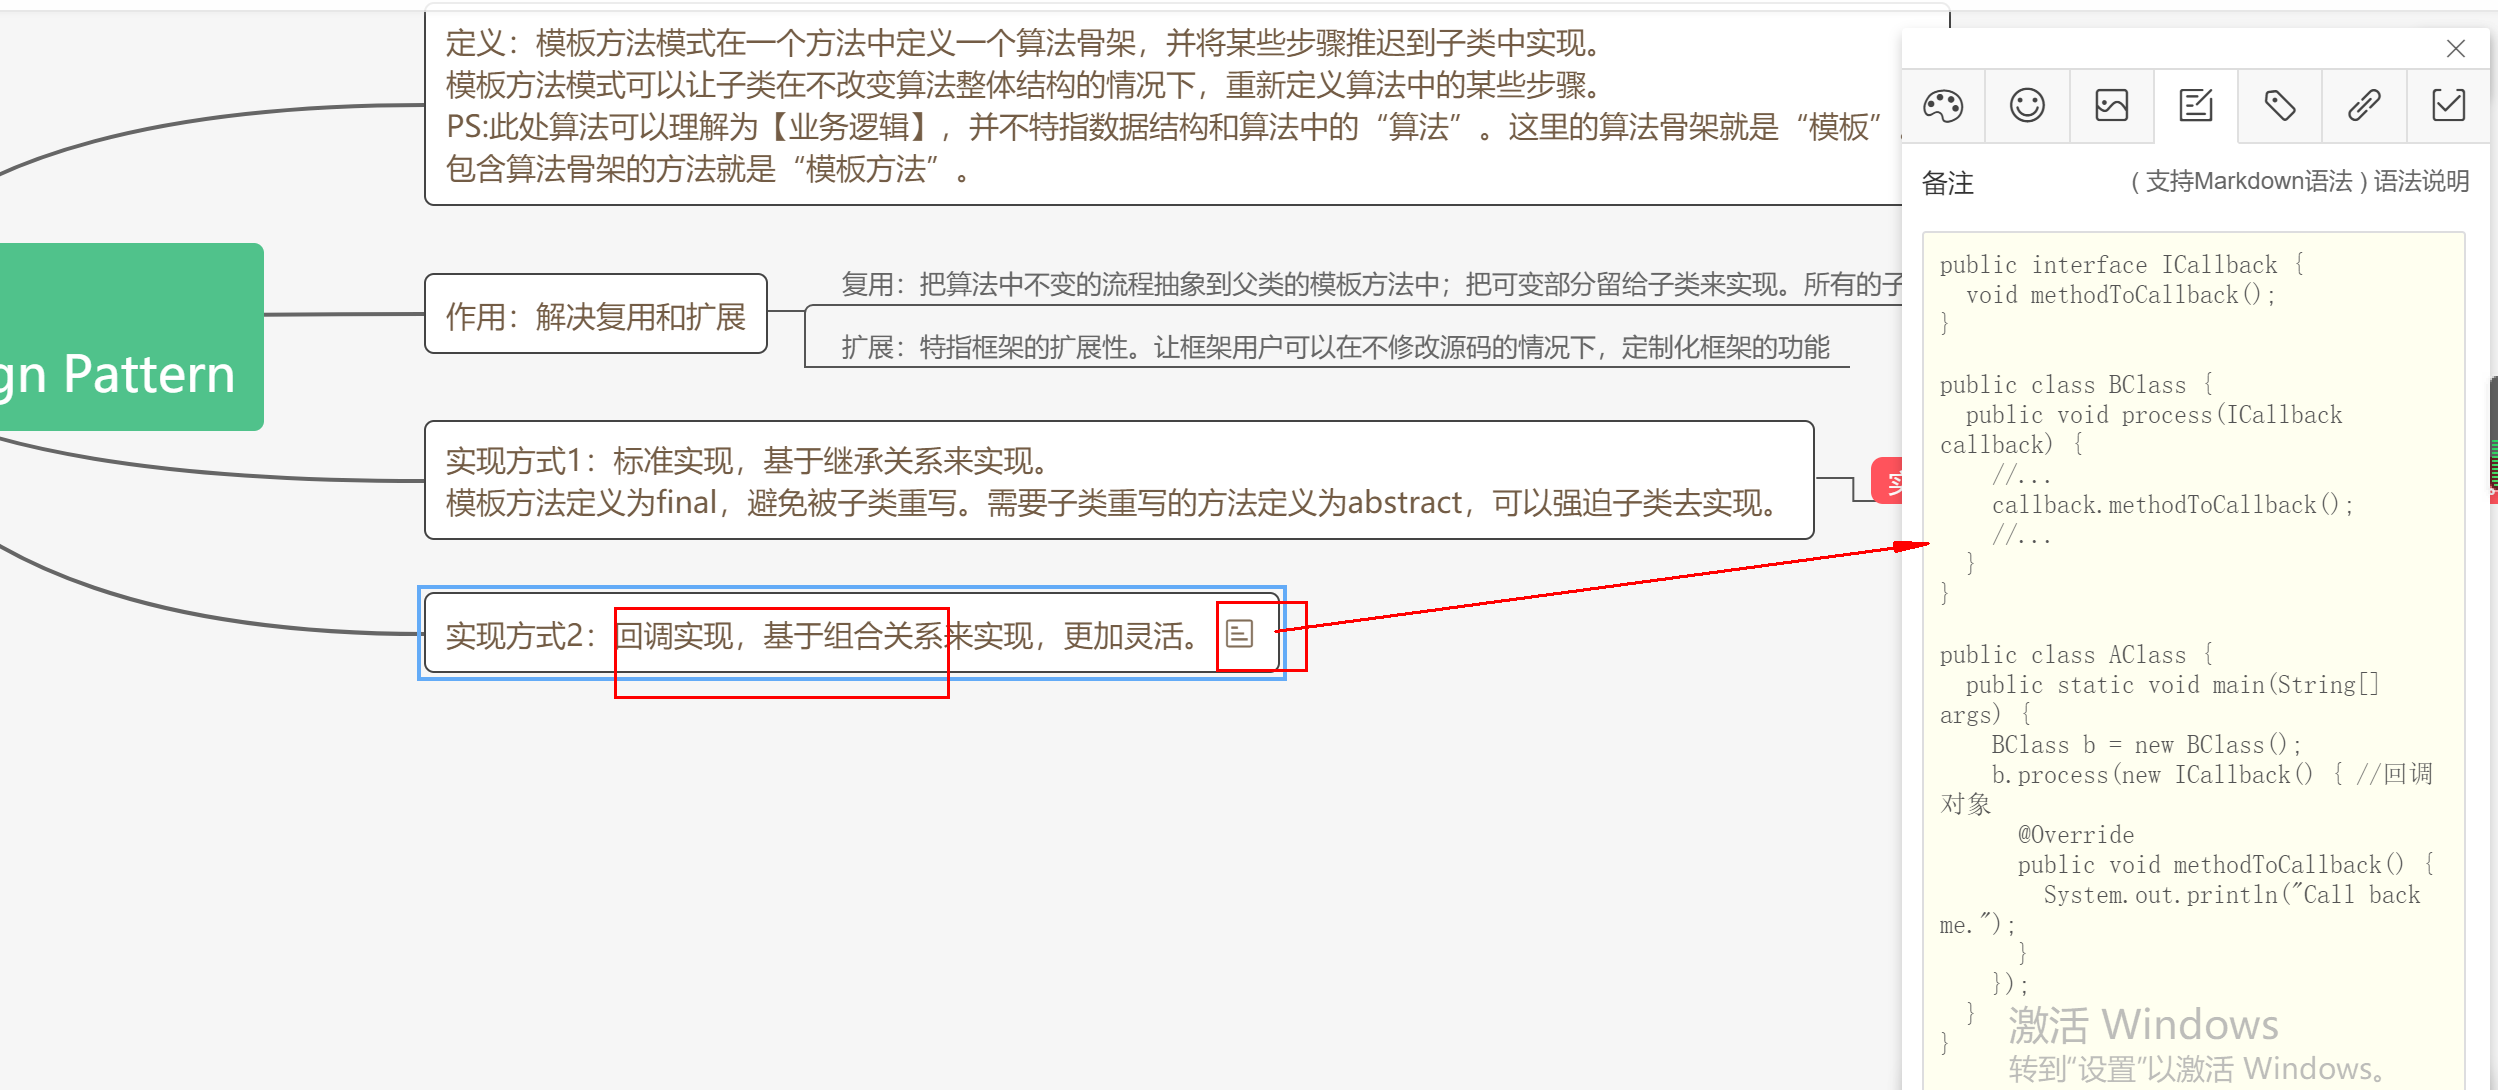 定义：模板方法模式在一个方法中定义一个算法骨架，并将某些步骤推迟到子类中实现。
模板方法模式可以让子类在不改变算法整体结构的情况下，重新定义算法中的某些步骤。
PS:此处算法可以理解为【业务逻辑】，并不特指数据结构和算法中的“算法”。这里的算法骨架就是“模板”
包含算法骨架的方法就是“模板方法”。
gn Pattern
作用：解决复用和扩展
复用：把算法中不变的流程抽象到父类的模板方法中；把可变部分留给子类来实现。所有的子
扩展：特指框架的扩展性。让框架用户可以在不修改源码的情况下，定制化框架的功能
实现方式1：标准实现，基于继承关系来实现。
模板方法定义为final，避免被子类重写。需要子类重写的方法定义为abstract，可以强迫子类去实现。
实现方式2：回调实现，基于组合关系来实现，更加灵活。
备注
( 支持Markdown语法 ) 语法说明
public interface ICallback {
void methodToCallback();
}
public class BClass {
public void process(ICallback
callback) {
//...
callback.methodToCallback();
//...
}
}
public class AClass {
public static void main(String[]
args) {
BClass b = new BClass();
b.process(new ICallback() { //回调
对象
@Override
public void methodToCallback() {
System.out.println("Call back
me.");
}
});
}
}
激活 Windows
转到“设置”以激活 Windows。